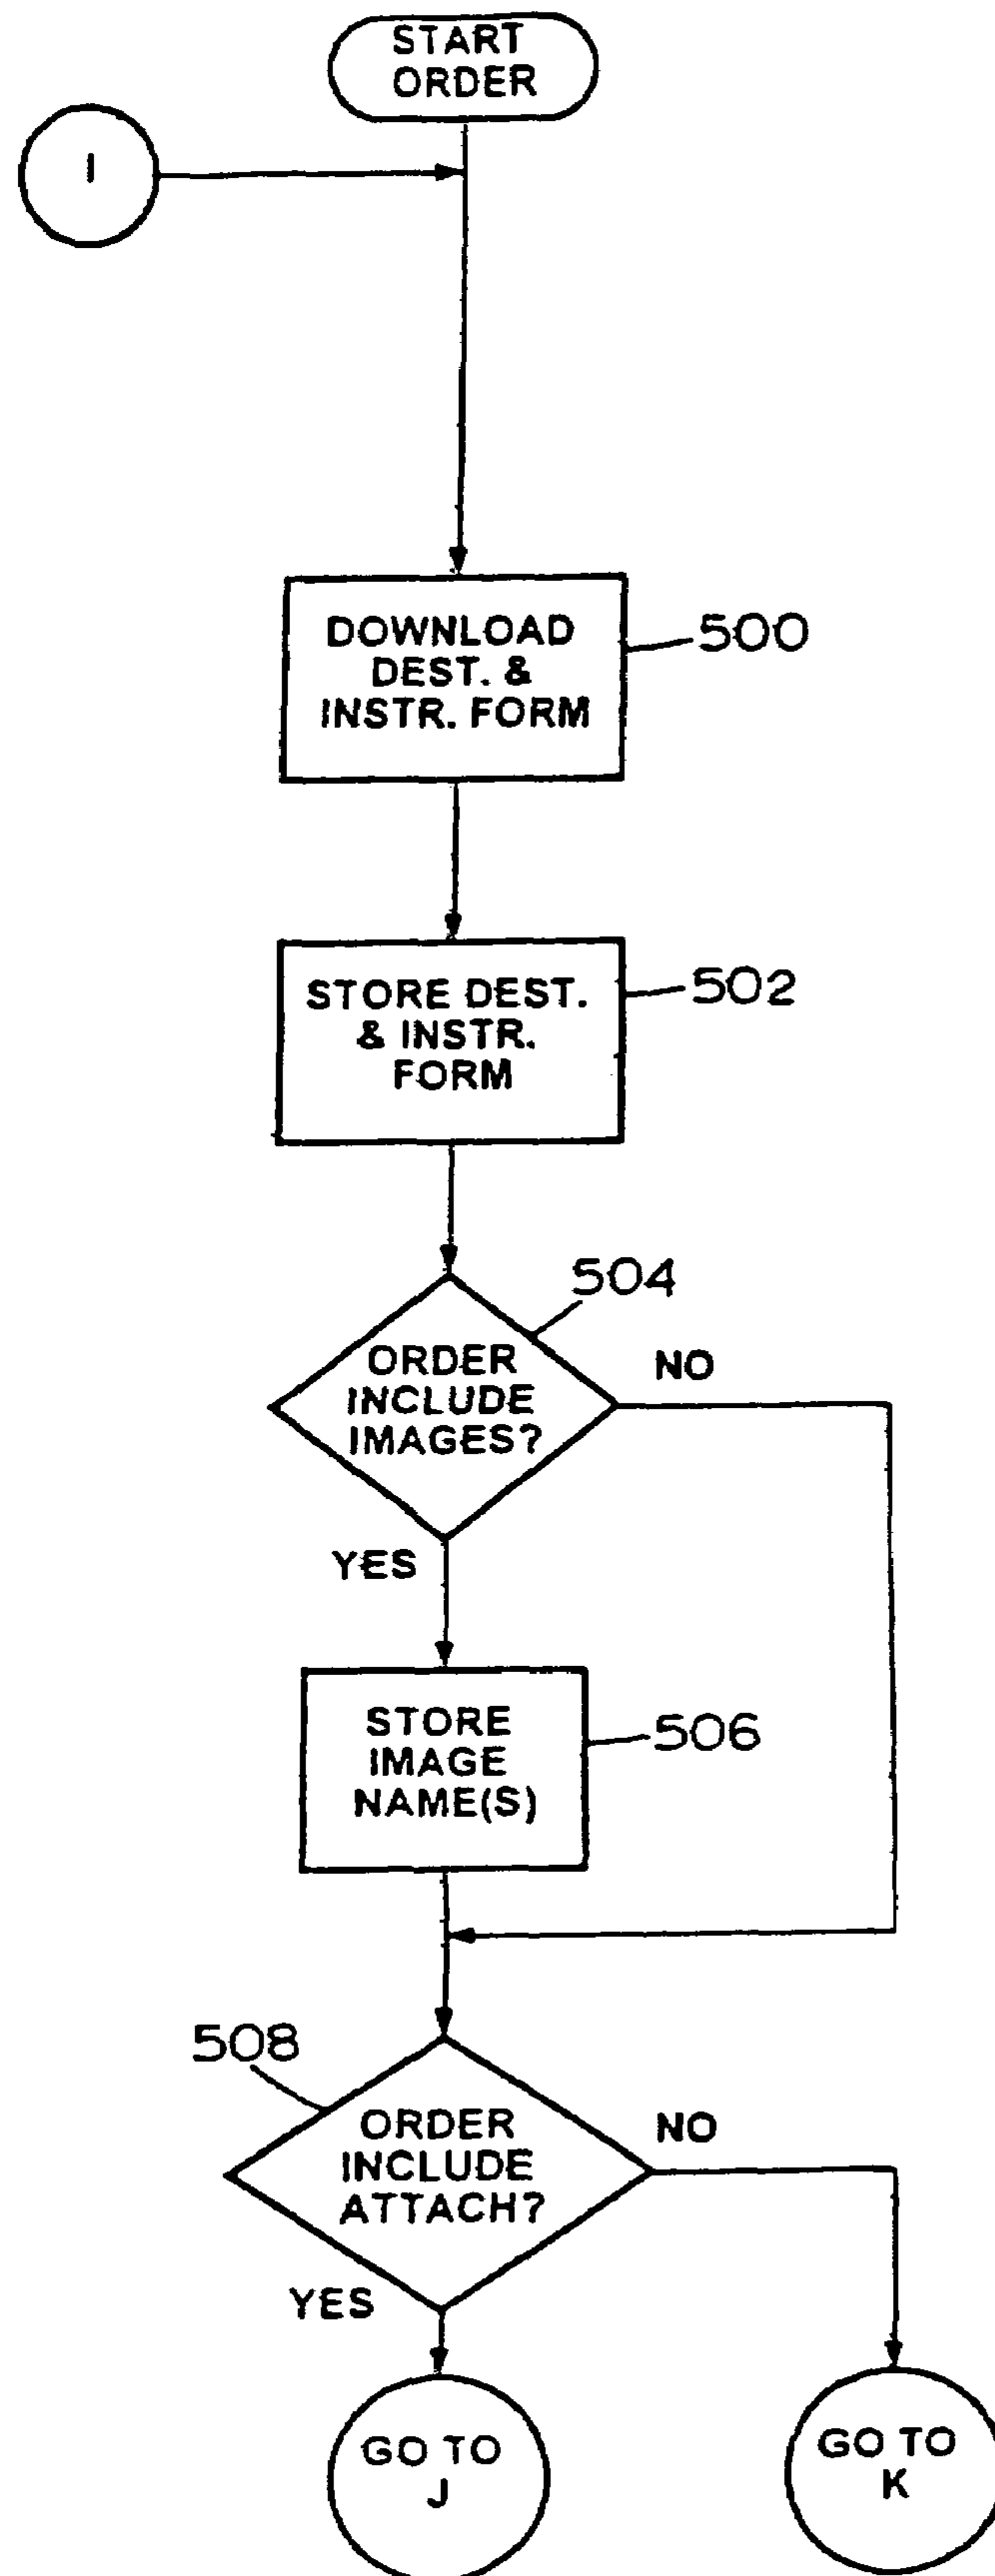 START
ORDER
I
DOWNLOAD
DEST. &
INSTR. FORM
500
STORE DEST.
& INSTR.
FORM
502
504
ORDER
INCLUDE
IMAGES?
NO
YES
STORE
IMAGE
NAME(S)
506
508
ORDER
INCLUDE
ATTACH?
NO
YES
GO TO
J
GO TO
K